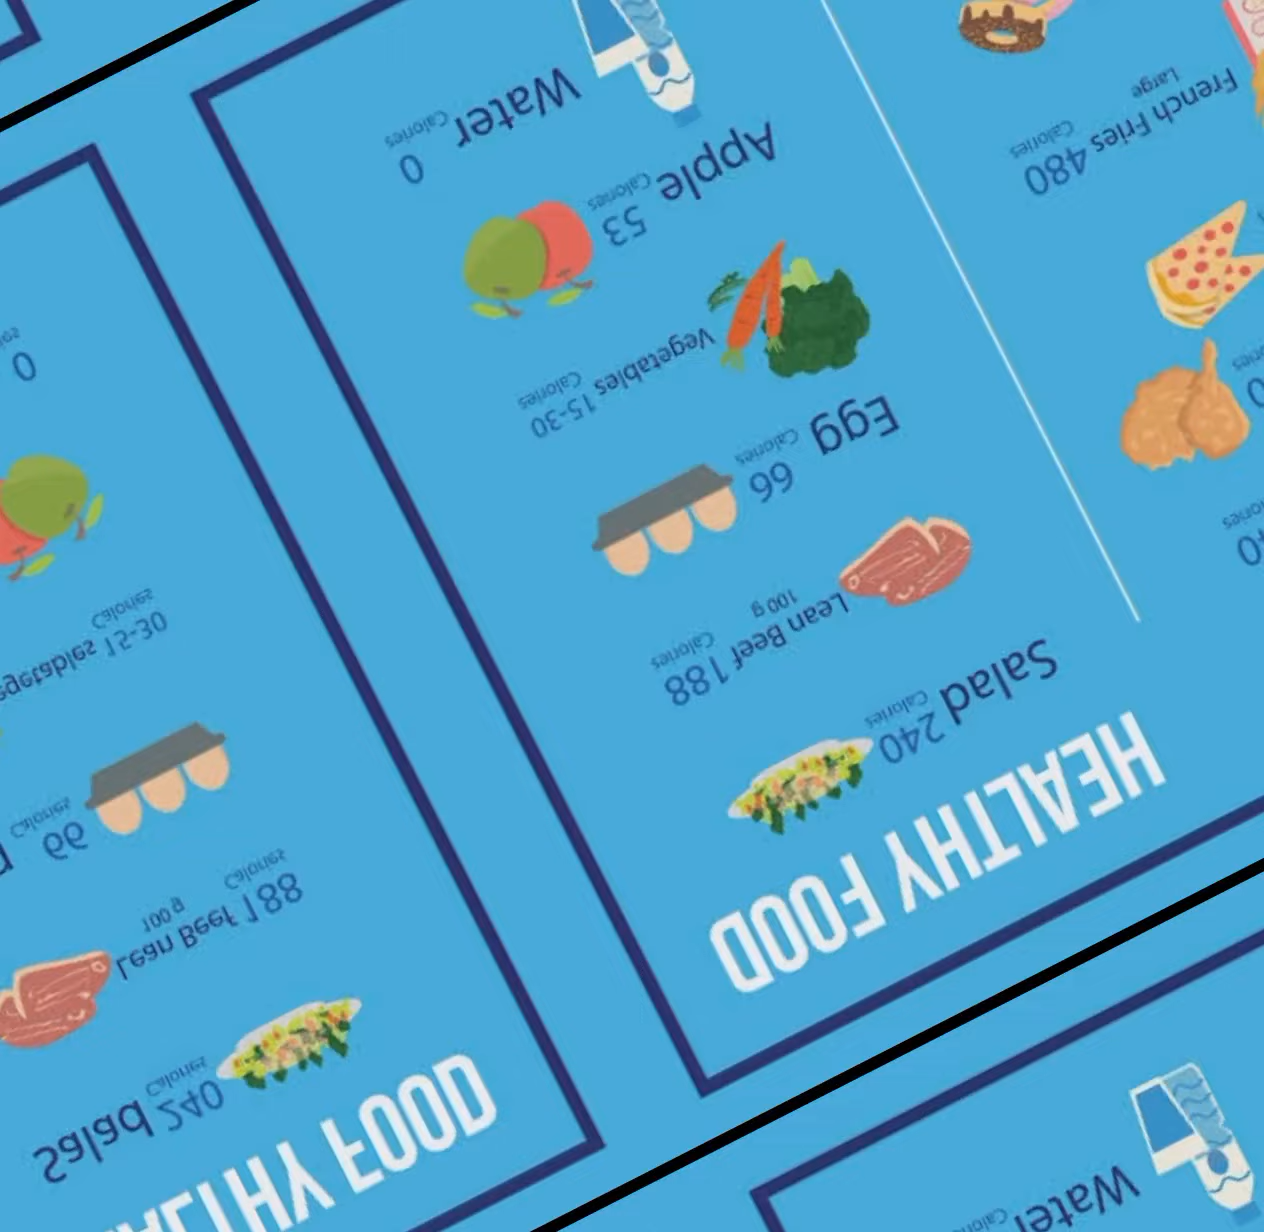 HEALTHY FOOD
Salad 240
Calories
Lean Beef 188
100 g
Calories
Egg 66
Calories
Vegetables 15-30
Calories
Apple 53
Calories
Water 0
Calories
French Fries 480
Large
Calories
FOOD
Salad 240
Calories
Lean Beef 188
100 g
Calories
66
Calories
15-30
Calories
0
Water